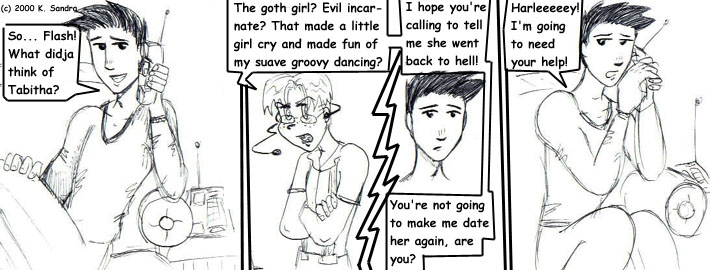 (c) 2000 K. Sandra
So... Flash!
What didja
think of
Tabitha?
The goth girl? Evil incar-
nate? That made a little
girl cry and made fun of
my suave groovy dancing?
I hope you're
calling to tell
me she went
back to hell!
You're not going
to make me date
her again, are
you?
Harleeeeey!
I'm going
to need
your help!